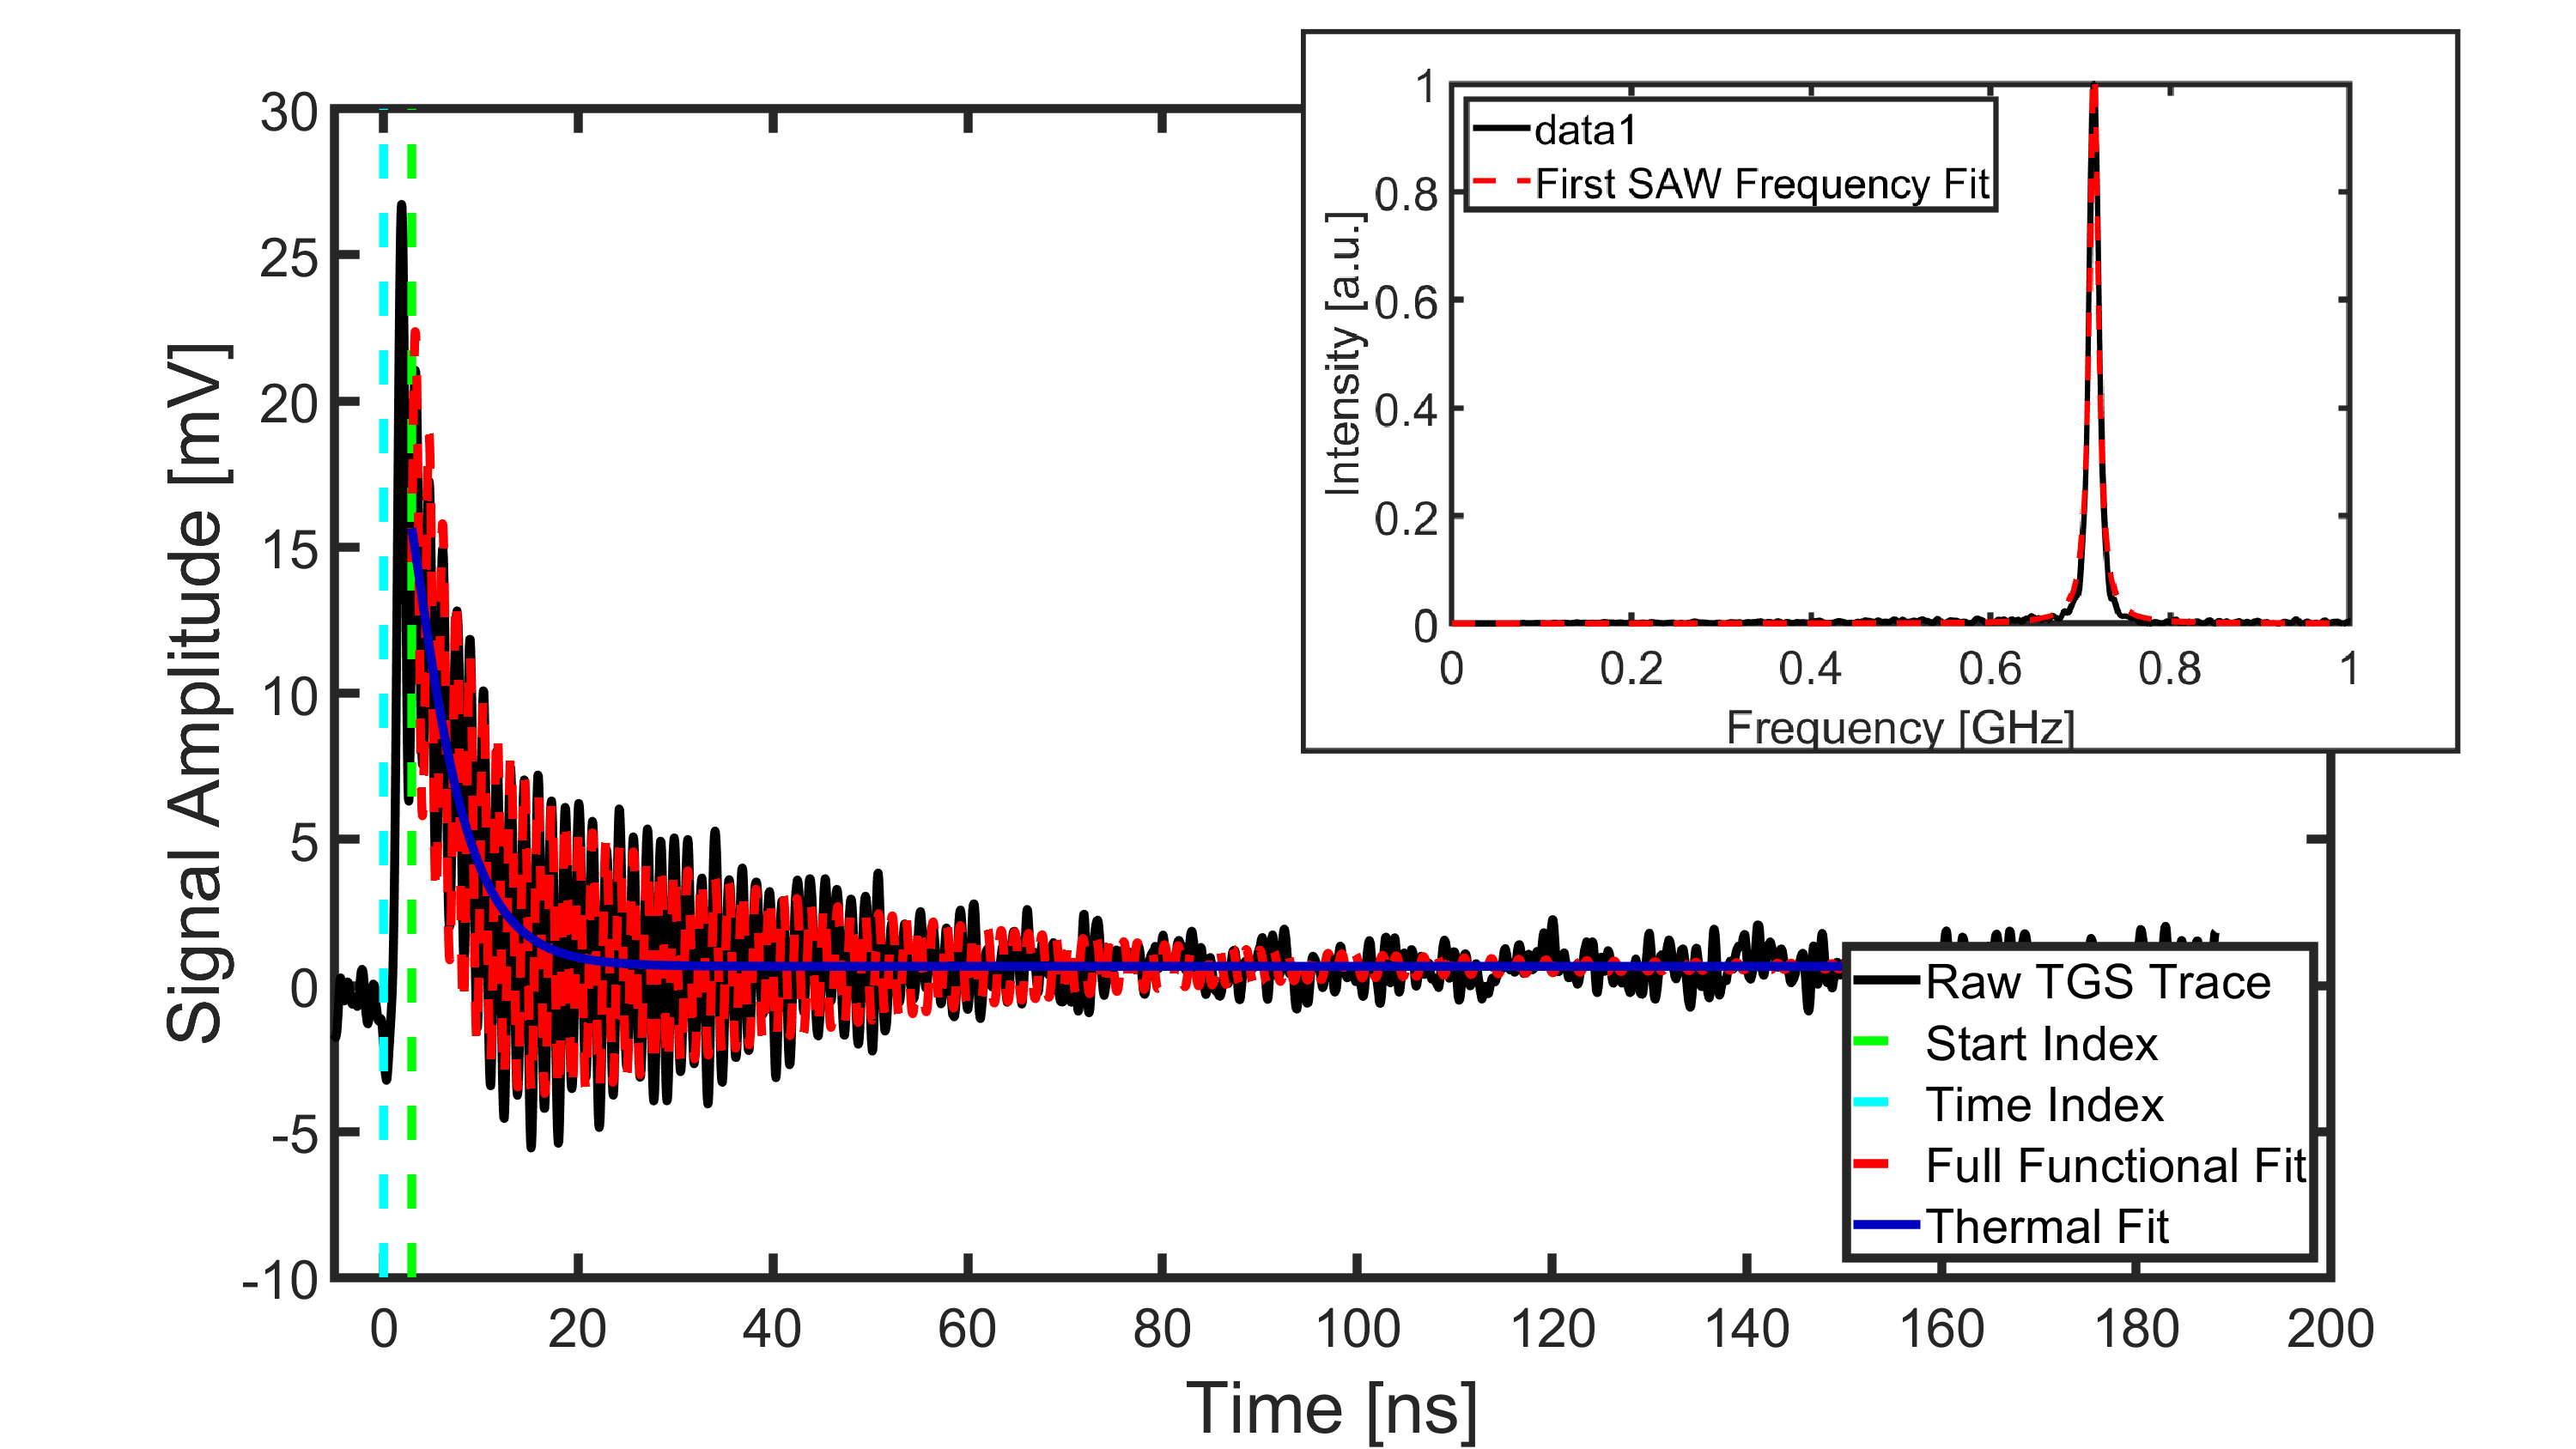 30
25
20
15
10
5
0
-5
-10
Signal Amplitude [mV]
0 20 40 60 80 100 120 140 160 180 200
Time [ns]
1
0.8
0.6
0.4
0.2
0
Intensity [a.u.]
data1
First SAW Frequency Fit
0 0.2 0.4 0.6 0.8 1
Frequency [GHz]
Raw TGS Trace
Start Index
Time Index
Full Functional Fit
Thermal Fit